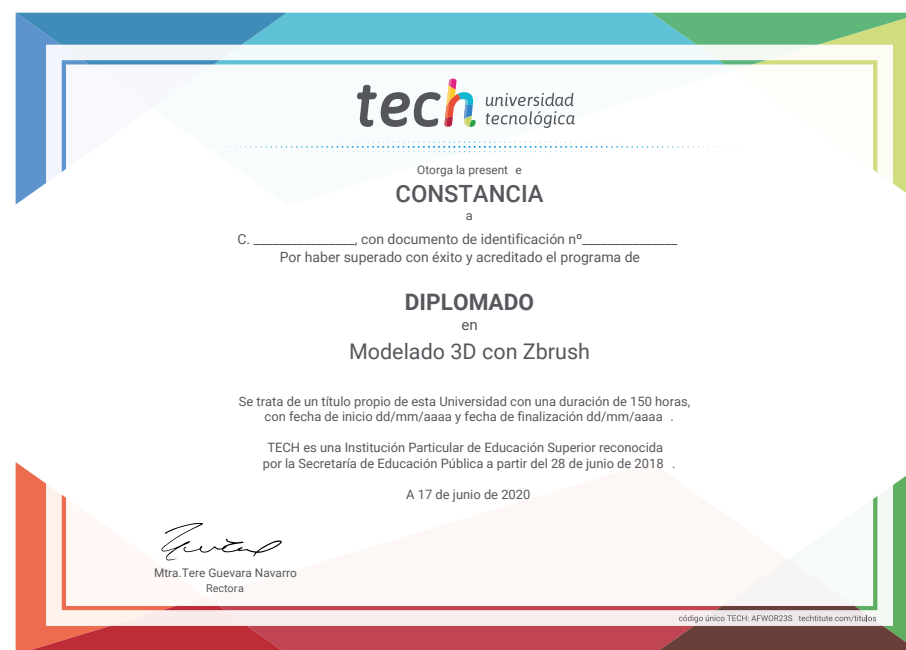 tech universidad
tecnológica
Otorga la present e
CONSTANCIA
a
C. _______________, con documento de identificación nº______________
Por haber superado con éxito y acreditado el programa de
DIPLOMADO
en
Modelado 3D con Zbrush
Se trata de un título propio de esta Universidad con una duración de 150 horas,
con fecha de inicio dd/mm/aaaa y fecha de finalización dd/mm/aaaa .
TECH es una Institución Particular de Educación Superior reconocida
por la Secretaría de Educación Pública a partir del 28 de junio de 2018 .
A 17 de junio de 2020
Mtra.Tere Guevara Navarro
Rectora
código único TECH: AFWOR23S techtitute.com/titulos